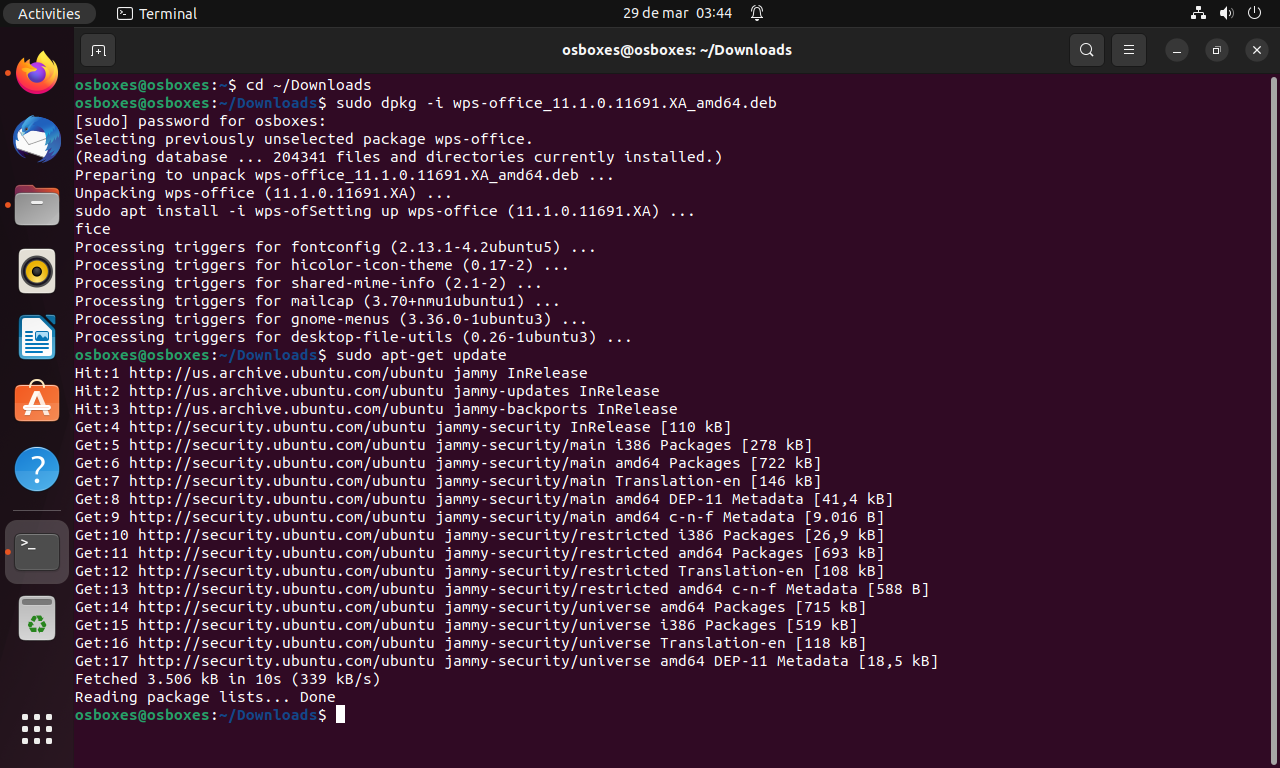 Activities
Terminal
29 de mar 03:44
osboxes@osboxes: ~/Downloads
osboxes@osboxes:~$ cd ~/Downloads
osboxes@osboxes:~/Downloads$ sudo dpkg -i wps-office_11.1.0.11691.XA_amd64.deb
[sudo] password for osboxes:
Selecting previously unselected package wps-office.
(Reading database ... 204341 files and directories currently installed.)
Preparing to unpack wps-office_11.1.0.11691.XA_amd64.deb ...
Unpacking wps-office (11.1.0.11691.XA) ...
sudo apt install -i wps-ofSetting up wps-office (11.1.0.11691.XA) ...
fice
Processing triggers for fontconfig (2.13.1-4.2ubuntu5) ...
Processing triggers for hicolor-icon-theme (0.17-2) ...
Processing triggers for shared-mime-info (2.1-2) ...
Processing triggers for mailcap (3.70+nmu1ubuntu1) ...
Processing triggers for gnome-menus (3.36.0-1ubuntu3) ...
Processing triggers for desktop-file-utils (0.26-1ubuntu3) ...
osboxes@osboxes:~/Downloads$ sudo apt-get update
Hit:1 http://us.archive.ubuntu.com/ubuntu jammy InRelease
Hit:2 http://us.archive.ubuntu.com/ubuntu jammy-updates InRelease
Hit:3 http://us.archive.ubuntu.com/ubuntu jammy-backports InRelease
Get:4 http://security.ubuntu.com/ubuntu jammy-security InRelease [110 kB]
Get:5 http://security.ubuntu.com/ubuntu jammy-security/main i386 Packages [278 kB]
Get:6 http://security.ubuntu.com/ubuntu jammy-security/main amd64 Packages [722 kB]
Get:7 http://security.ubuntu.com/ubuntu jammy-security/main Translation-en [146 kB]
Get:8 http://security.ubuntu.com/ubuntu jammy-security/main amd64 DEP-11 Metadata [41,4 kB]
Get:9 http://security.ubuntu.com/ubuntu jammy-security/main amd64 c-n-f Metadata [9.016 B]
Get:10 http://security.ubuntu.com/ubuntu jammy-security/restricted i386 Packages [26,9 kB]
Get:11 http://security.ubuntu.com/ubuntu jammy-security/restricted amd64 Packages [693 kB]
Get:12 http://security.ubuntu.com/ubuntu jammy-security/restricted Translation-en [108 kB]
Get:13 http://security.ubuntu.com/ubuntu jammy-security/restricted amd64 c-n-f Metadata [588 B]
Get:14 http://security.ubuntu.com/ubuntu jammy-security/universe amd64 Packages [715 kB]
Get:15 http://security.ubuntu.com/ubuntu jammy-security/universe i386 Packages [519 kB]
Get:16 http://security.ubuntu.com/ubuntu jammy-security/universe Translation-en [118 kB]
Get:17 http://security.ubuntu.com/ubuntu jammy-security/universe amd64 DEP-11 Metadata [18,5 kB]
Fetched 3.506 kB in 10s (339 kB/s)
Reading package lists... Done
osboxes@osboxes:~/Downloads$